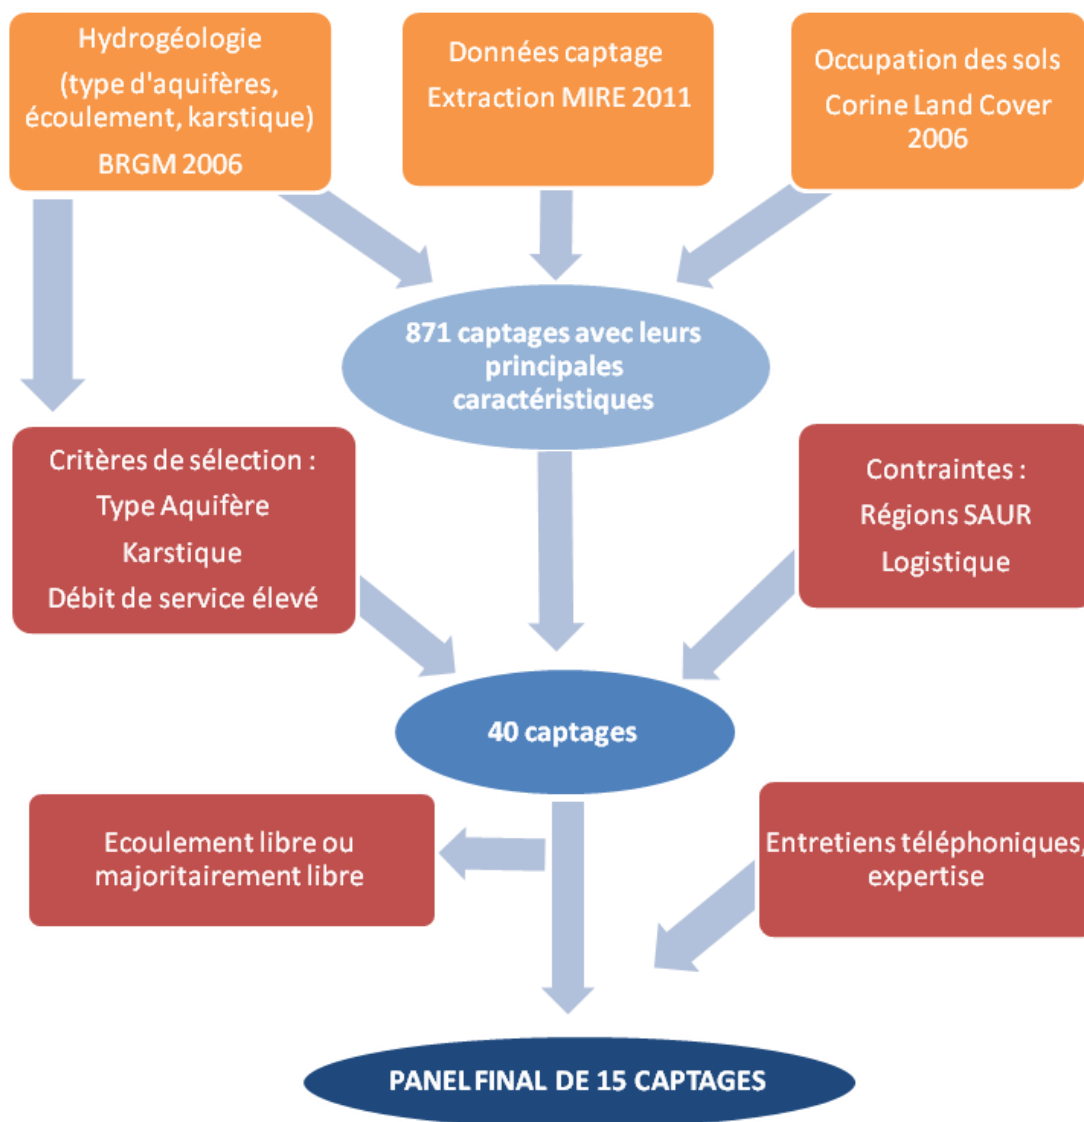 Hydrogéologie
(type d'aquifères,
écoulement, karstique)
BRGM 2006
Données captage
Extraction MIRE 2011
Occupation des sols
Corine Land Cover
2006
871 captages avec leurs
principales
caractéristiques
Critères de sélection :
Type Aquifère
Karstique
Débit de service élevé
Contraintes :
Régions SAUR
Logistique
40 captages
Ecoulement libre ou
majoritairement libre
Entretiens téléphoniques,
expertise
PANEL FINAL DE 15 CAPTAGES